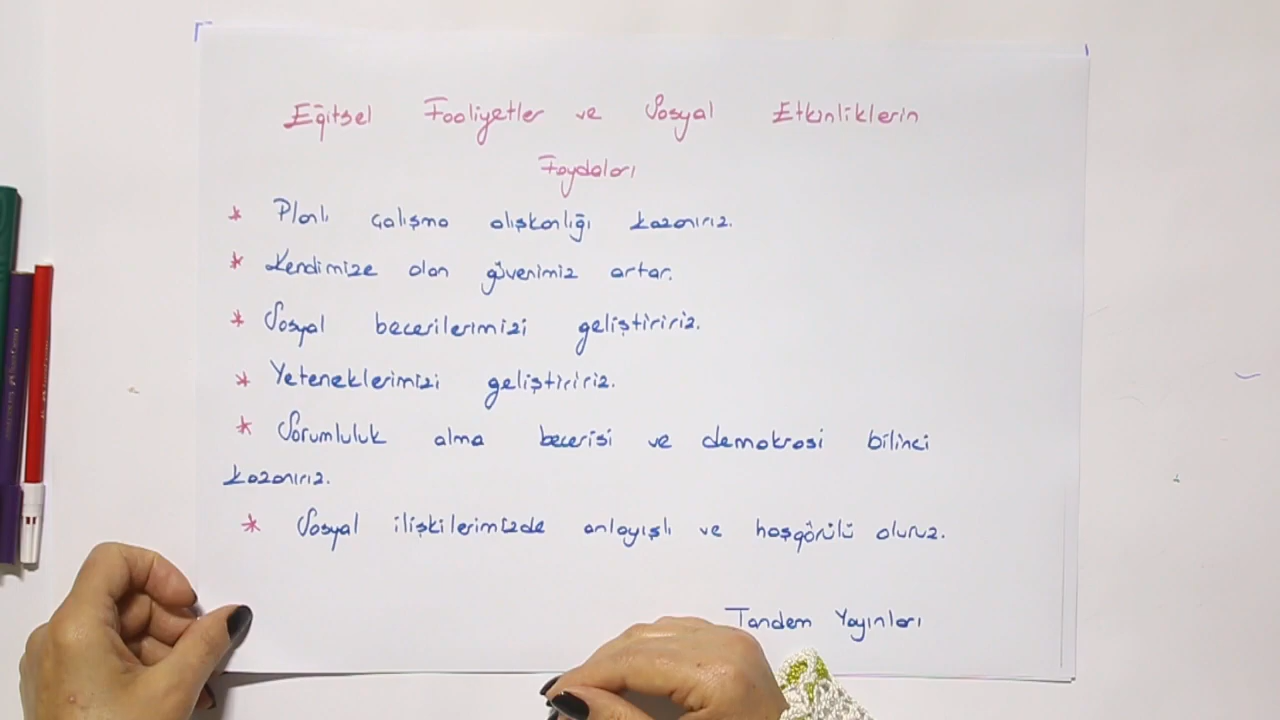 Eğitsel Faaliyetler ve Sosyal Etkinliklerin
Faydaları
* Planlı çalışma alışkanlığı kazanırız.
* Kendimize olan güvenimiz artar.
* Sosyal becerilerimizi geliştiririz.
* Yeteneklerimizi geliştiririz.
* Sorumluluk alma becerisi ve demokrasi bilinci
kazanırız.
* Sosyal ilişkilerimizde anlayışlı ve hoşgörülü oluruz.
Tandem Yayınları